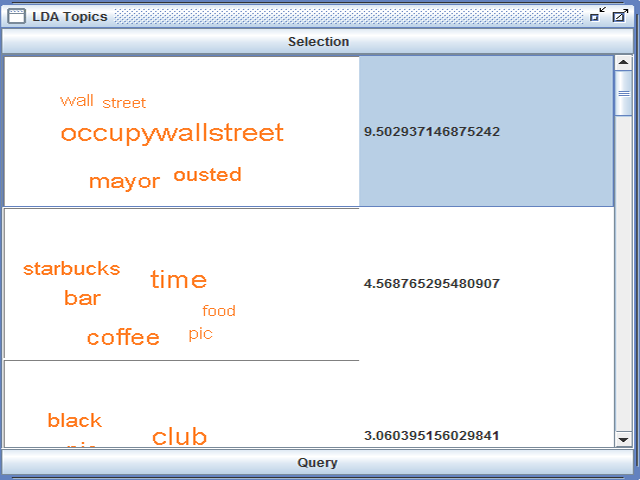 LDA Topics
Selection
wall street
occupywallstreet
mayor ousted
9.502937146875242
starbucks time
bar
food
coffee pic
4.568765295480907
black
club
3.060395156029841
Query